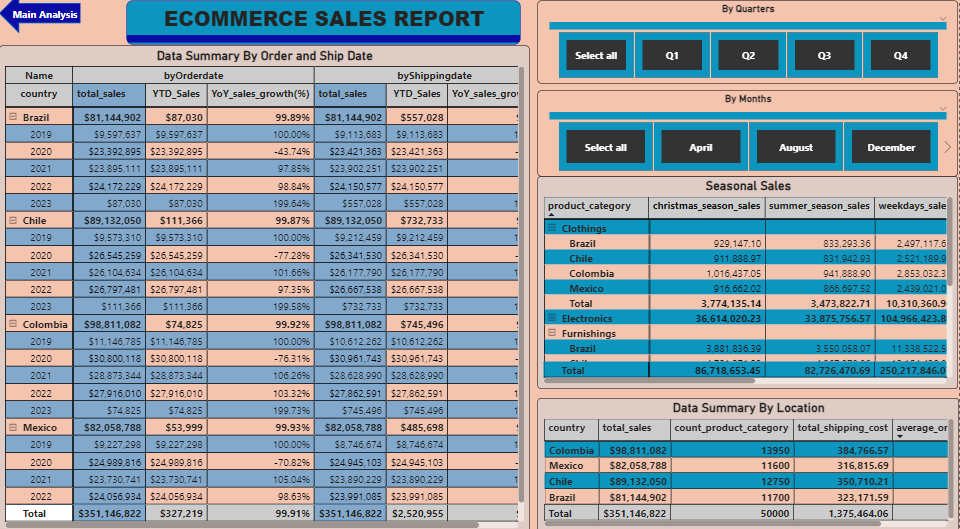 Main Analysis
ECOMMERCE SALES REPORT
Data Summary By Order and Ship Date
Name byOrderdate byShippingdate
country total_sales YTD_Sales YoY_sales_growth(%) total_sales YTD_Sales YoY_sales_gro
Brazil $81,144,902 $87,030 99.89% $81,144,902 $557,028
2019 $9,597,637 $9,597,637 100.00% $9,113,683 $9,113,683 1
2020 $23,392,895 $23,392,895 -43.74% $23,421,363 $23,421,363 -
2021 $23,895,111 $23,895,111 97.85% $23,902,251 $23,902,251
2022 $24,172,229 $24,172,229 98.84% $24,150,577 $24,150,577
2023 $87,030 $87,030 199.64% $557,028 $557,028 1
Chile $89,132,050 $111,366 99.87% $89,132,050 $732,733
2019 $9,573,310 $9,573,310 100.00% $9,212,459 $9,212,459 1
2020 $26,545,259 $26,545,259 -77.28% $26,341,530 $26,341,530 -
2021 $26,104,634 $26,104,634 101.66% $26,177,790 $26,177,790 1
2022 $26,797,481 $26,797,481 97.35% $26,667,538 $26,667,538
2023 $111,366 $111,366 199.58% $732,733 $732,733 1
Colombia $98,811,082 $74,825 99.92% $98,811,082 $745,496
2019 $11,146,785 $11,146,785 100.00% $10,612,262 $10,612,262 1
2020 $30,800,118 $30,800,118 -76.31% $30,961,743 $30,961,743 -
2021 $28,873,344 $28,873,344 106.26% $28,628,990 $28,628,990 1
2022 $27,916,010 $27,916,010 103.32% $27,862,591 $27,862,591 1
2023 $74,825 $74,825 199.73% $745,496 $745,496 1
Mexico $82,058,788 $53,999 99.93% $82,058,788 $485,698
2019 $9,227,298 $9,227,298 100.00% $8,746,674 $8,746,674 1
2020 $24,989,816 $24,989,816 -70.82% $24,945,103 $24,945,103 -
2021 $23,730,741 $23,730,741 105.04% $23,890,229 $23,890,229 1
2022 $24,056,934 $24,056,934 98.63% $23,991,085 $23,991,085
Total $351,146,822 $327,219 99.91% $351,146,822 $2,520,955
By Quarters
Select all Q1 Q2 Q3 Q4
By Months
Select all April August December
Seasonal Sales
product_category christmas_season_sales summer_season_sales weekdays_sale
Clothings
Brazil 929,147.10 833,293.36 2,497,117.6
Chile 911,888.97 831,942.93 2,521,189.9
Colombia 1,016,437.05 941,888.90 2,853,032.3
Mexico 916,662.02 866,697.52 2,439,021.0
Total 3,774,135.14 3,473,822.71 10,310,360.9
Electronics 36,614,020.23 33,875,756.57 104,966,423.8
Furnishings
Brazil 3,881,836.39 3,550,058.07 11,338,522.5
Total 86,718,653.45 82,726,470.69 250,217,846.0
Data Summary By Location
country total_sales count_product_category total_shipping_cost average_or
Colombia $98,811,082 13950 384,766.57
Mexico $82,058,788 11600 316,815.69
Chile $89,132,050 12750 350,710.21
Brazil $81,144,902 11700 323,171.59
Total $351,146,822 50000 1,375,464.06